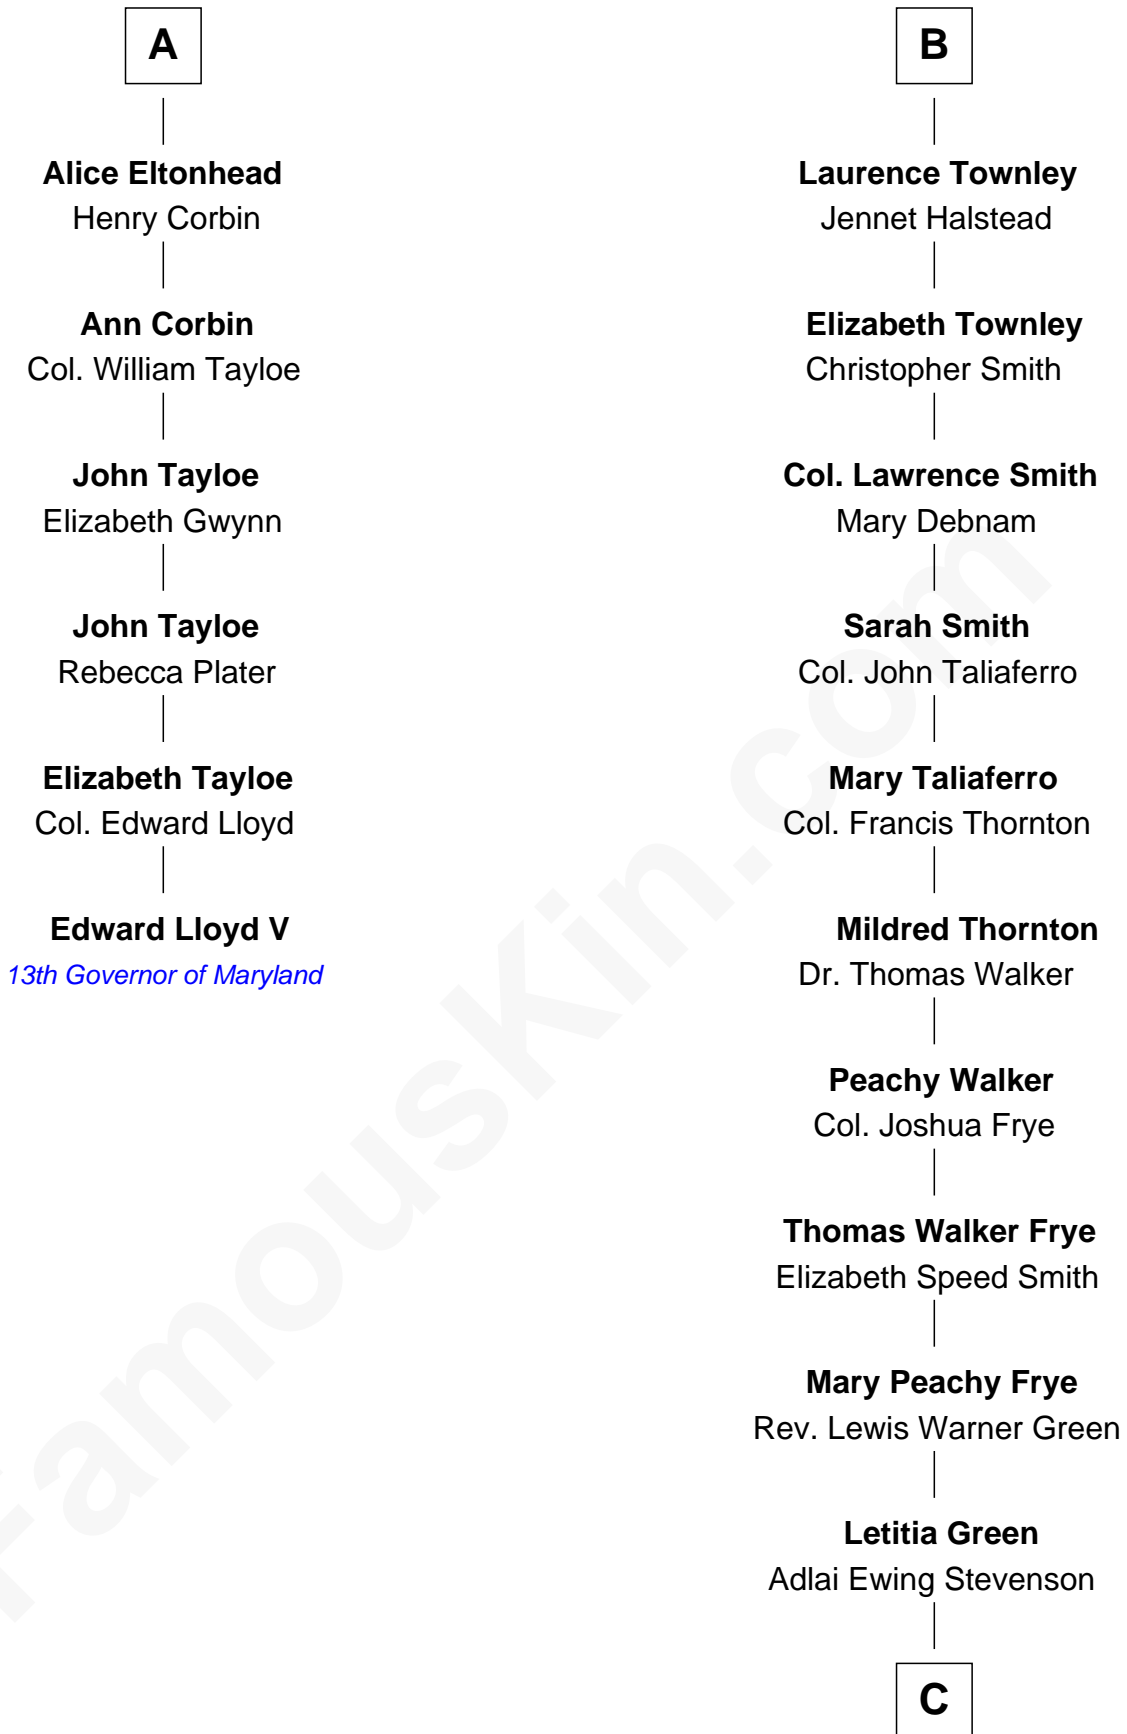 A
Alice Eltonhead
Henry Corbin
Ann Corbin
Col. William Tayloe
John Tayloe
Elizabeth Gwynn
John Tayloe
Rebecca Plater
Elizabeth Tayloe
Col. Edward Lloyd
Edward Lloyd V
13th Governor of Maryland
B
Laurence Townley
Jennet Halstead
Elizabeth Townley
Christopher Smith
Col. Lawrence Smith
Mary Debnam
Sarah Smith
Col. John Taliaferro
Mary Taliaferro
Col. Francis Thornton
Mildred Thornton
Dr. Thomas Walker
Peachy Walker
Col. Joshua Frye
Thomas Walker Frye
Elizabeth Speed Smith
Mary Peachy Frye
Rev. Lewis Warner Green
Letitia Green
Adlai Ewing Stevenson
C
FamousKin.com